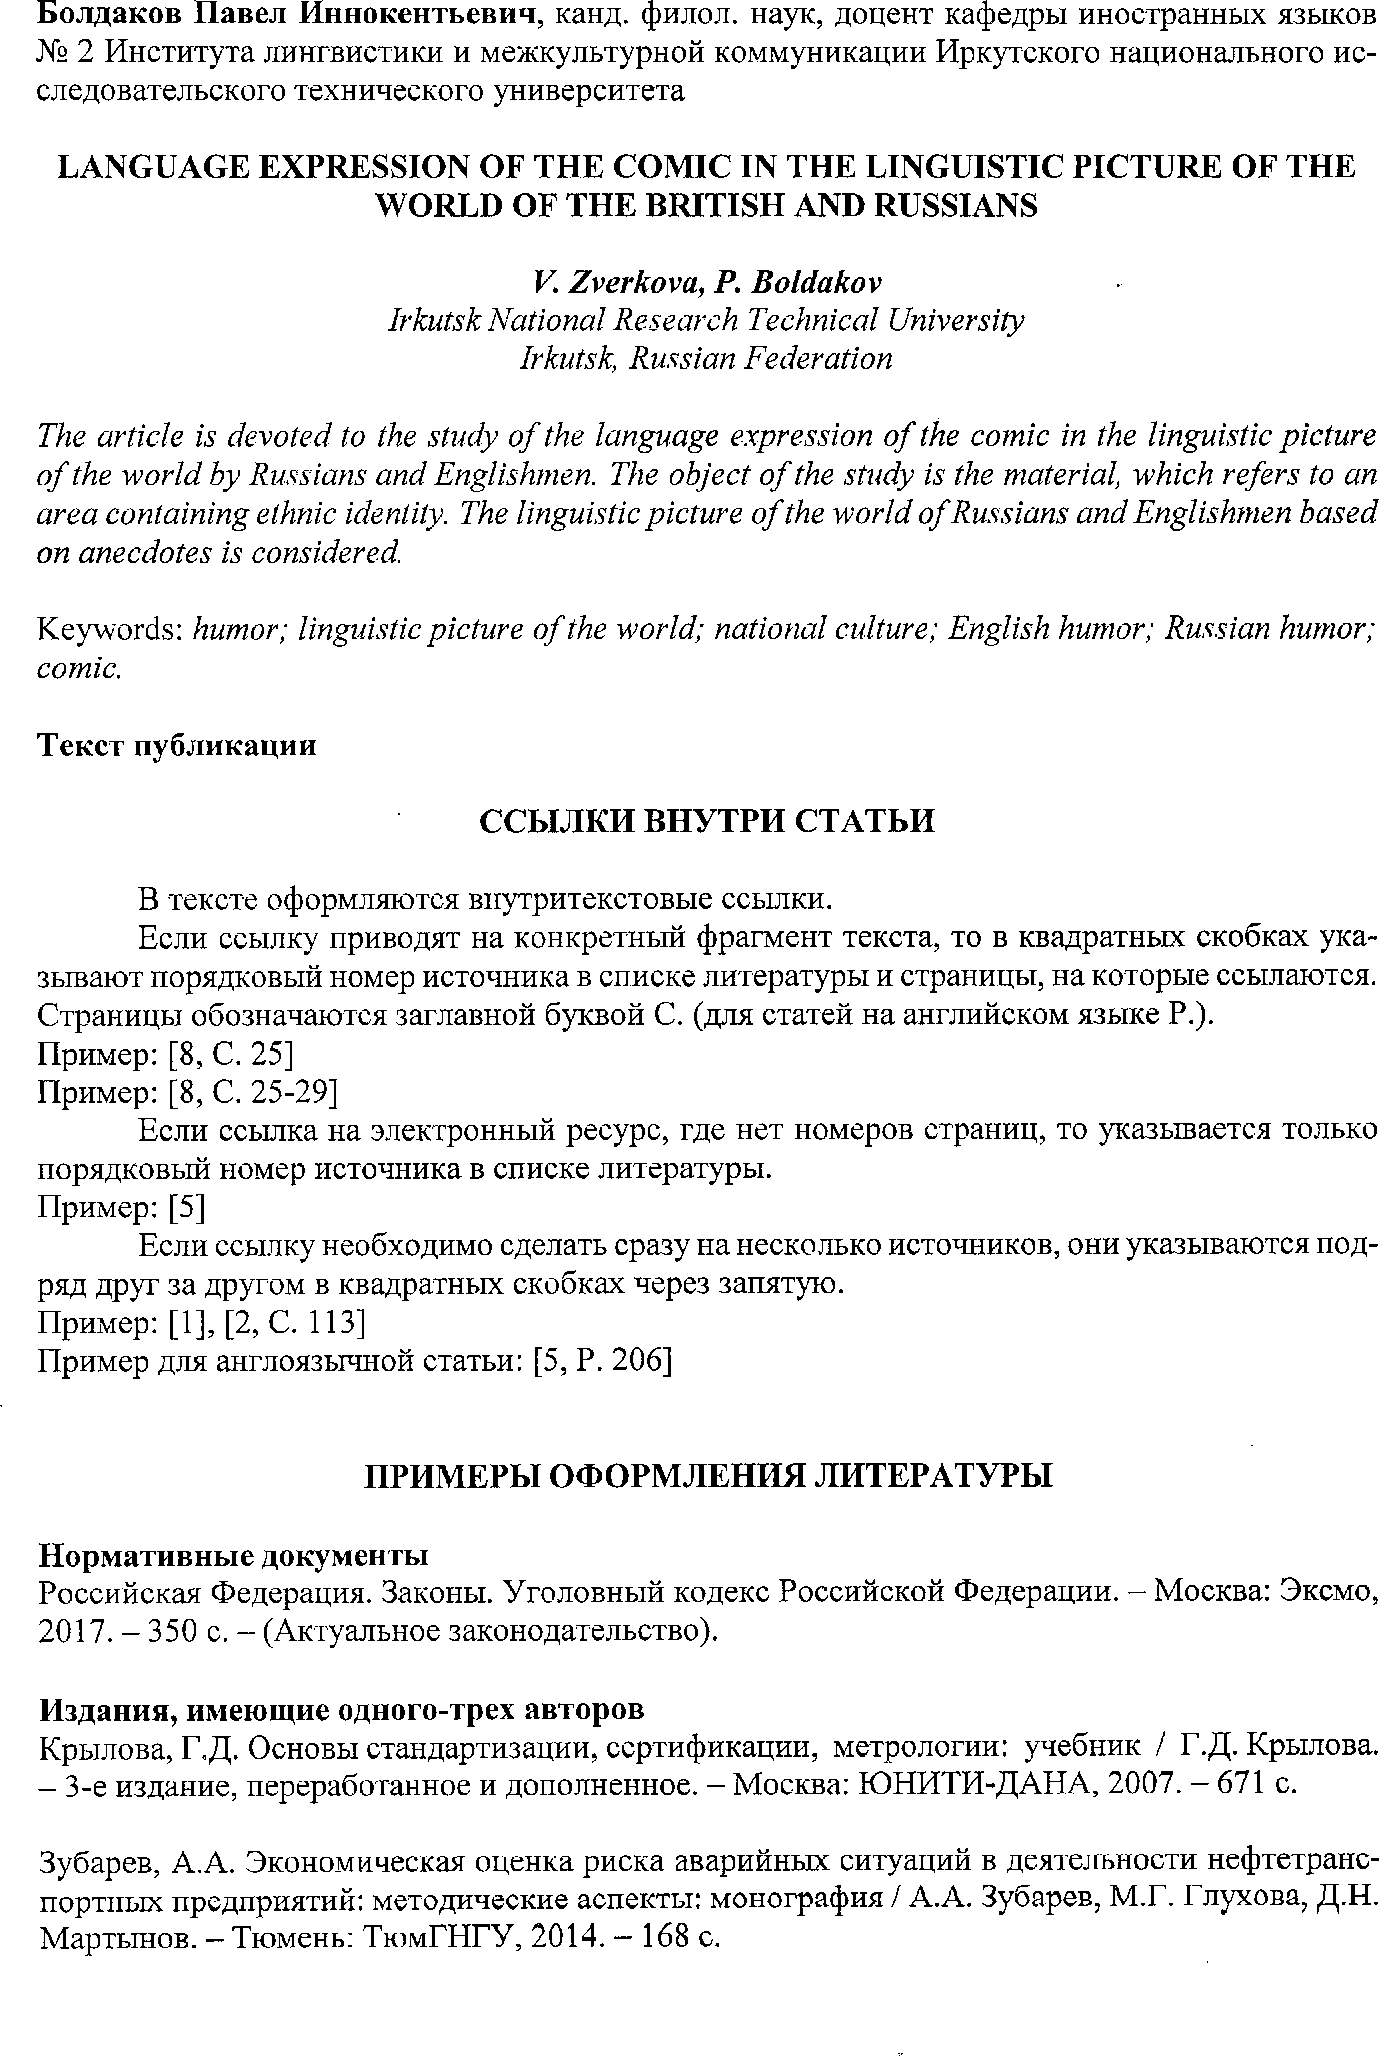 Болдаков Павел Иннокентьевич, канд. филол. наук, доцент кафедры иностранных языков
№ 2 Института лингвистики и межкультурной коммуникации Иркутского национального ис-
следовательского технического университета
LANGUAGE EXPRESSION OF THE COMIC IN THE LINGUISTIC PICTURE OF THE
WORLD OF THE BRITISH AND RUSSIANS
V. Zverkova, P. Boldakov
Irkutsk National Research Technical University
Irkutsk, Russian Federation
The article is devoted to the study of the language expression of the comic in the linguistic picture
of the world by Russians and Englishmen. The object of the study is the material, which refers to an
area containing ethnic identity. The linguistic picture of the world of Russians and Englishmen based
on anecdotes is considered.
Keywords: humor; linguistic picture of the world; national culture; English humor; Russian humor;
comic.
Текст публикации
ССЫЛКИ ВНУТРИ СТАТЬИ
В тексте оформляются внутритекстовые ссылки.
Если ссылку приводят на конкретный фрагмент текста, то в квадратных скобках ука-
зывают порядковый номер источника в списке литературы и страницы, на которые ссылаются.
Страницы обозначаются заглавной буквой С. (для статей на английском языке Р.).
Пример: [8, С. 25]
Пример: [8, С. 25-29]
Если ссылка на электронный ресурс, где нет номеров страниц, то указывается только
порядковый номер источника в списке литературы.
Пример: [5]
Если ссылку необходимо сделать сразу на несколько источников, они указываются под-
ряд друг за другом в квадратных скобках через запятую.
Пример: [1], [2, С. 113]
Пример для англоязычной статьи: [5, P. 206]
ПРИМЕРЫ ОФОРМЛЕНИЯ ЛИТЕРАТУРЫ
Нормативные документы
Российская Федерация. Законы. Уголовный кодекс Российской Федерации. – Москва: Эксмо,
2017. – 350 с. – (Актуальное законодательство).
Издания, имеющие одного-трех авторов
Крылова, Г.Д. Основы стандартизации, сертификации, метрологии: учебник / Г.Д. Крылова.
– 3-е издание, переработанное и дополненное. – Москва: ЮНИТИ-ДАНА, 2007. – 671 с.
Зубарев, А.А. Экономическая оценка риска аварийных ситуаций в деятельности нефтетранс-
портных предприятий: методические аспекты: монография / А.А. Зубарев, М.Г. Глухова, Д.Н.
Мартынов. – Тюмень: ТюмГНГУ, 2014. – 168 с.